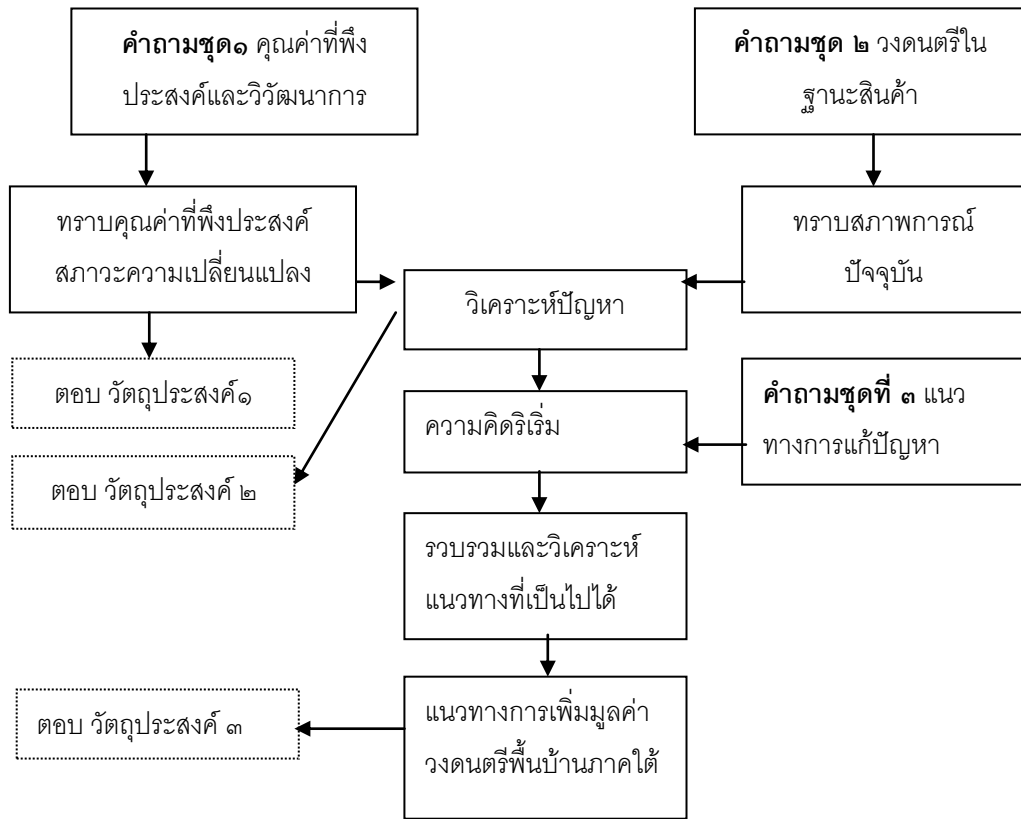 คำถามชุด๑ คุณค่าที่พึง
ประสงค์และวิวัฒนาการ
คำถามชุด ๒ วงดนตรีใน
ฐานะสินค้า
ทราบคุณค่าที่พึงประสงค์
สภาวะความเปลี่ยนแปลง
ทราบสภาพการณ์
ปัจจุบัน
วิเคราะห์ปัญหา
ตอบ วัตถุประสงค์๑
ความคิดริเริ่ม
คำถามชุดที่ ๓ แนว
ทางการแก้ปัญหา
ตอบ วัตถุประสงค์ ๒
รวบรวมและวิเคราะห์
แนวทางที่เป็นไปได้
ตอบ วัตถุประสงค์ ๓
แนวทางการเพิ่มมูลค่า
วงดนตรีพื้นบ้านภาคใต้